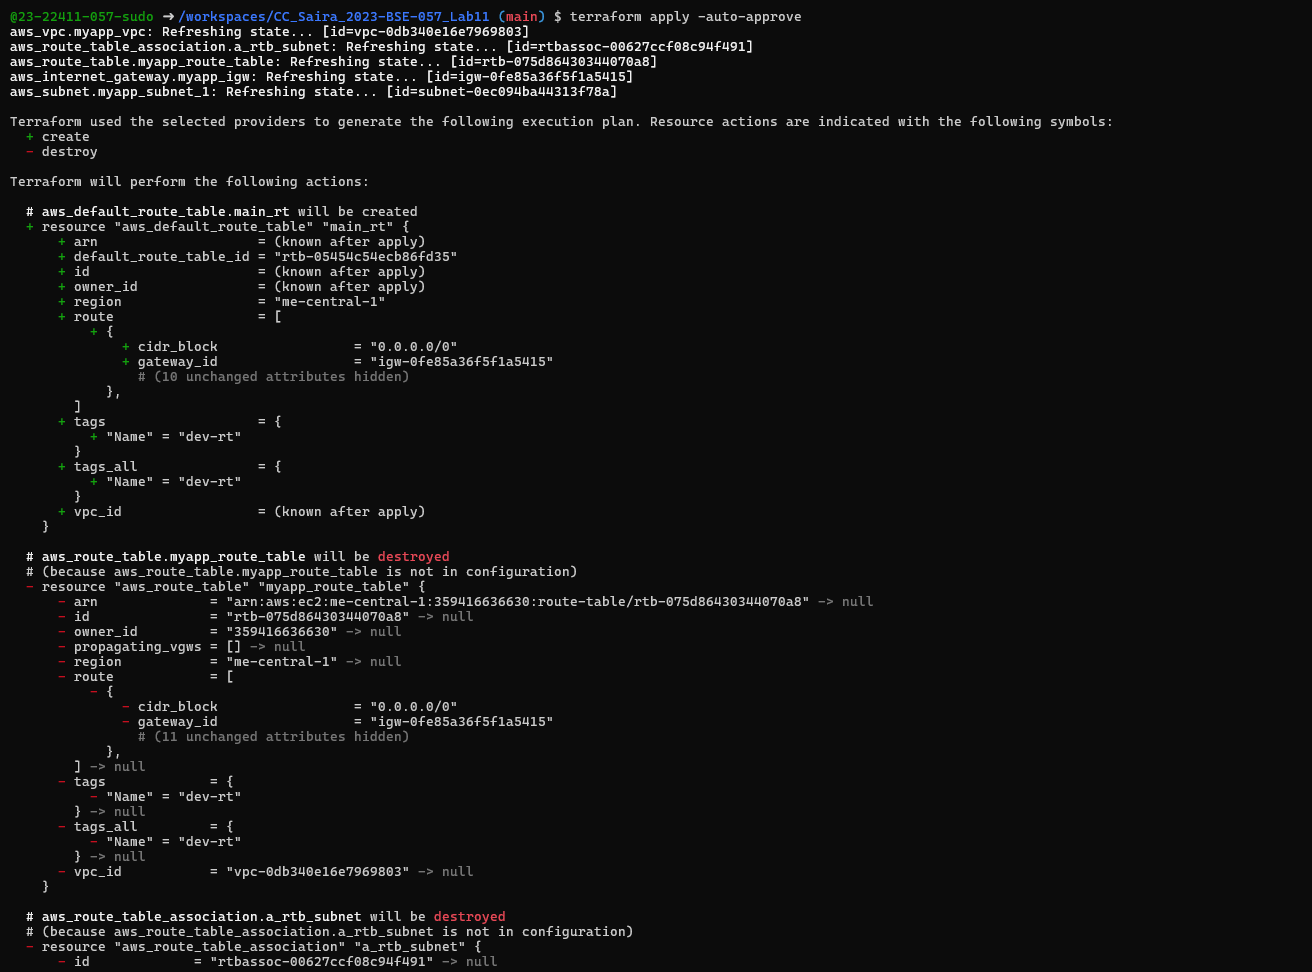 @23-22411-057-sudo ➜ /workspaces/CC_Saira_2023-BSE-057_Lab11 (main) $ terraform apply -auto-approve
aws_vpc.myapp_vpc: Refreshing state... [id=vpc-0db340e16e7969803]
aws_route_table_association.a_rtb_subnet: Refreshing state... [id=rtbassoc-00627ccf08c94f491]
aws_route_table.myapp_route_table: Refreshing state... [id=rtb-075d86430344070a8]
aws_internet_gateway.myapp_igw: Refreshing state... [id=igw-0fe85a36f5f1a5415]
aws_subnet.myapp_subnet_1: Refreshing state... [id=subnet-0ec094ba44313f78a]

Terraform used the selected providers to generate the following execution plan. Resource actions are indicated with the following symbols:
  + create
  - destroy

Terraform will perform the following actions:

  # aws_default_route_table.main_rt will be created
  + resource "aws_default_route_table" "main_rt" {
      + arn                    = (known after apply)
      + default_route_table_id = "rtb-05454c54ecb86fd35"
      + id                     = (known after apply)
      + owner_id               = (known after apply)
      + region                 = "me-central-1"
      + route                  = [
          + {
              + cidr_block                 = "0.0.0.0/0"
              + gateway_id                 = "igw-0fe85a36f5f1a5415"
                # (10 unchanged attributes hidden)
            },
        ]
      + tags                   = {
          + "Name" = "dev-rt"
        }
      + tags_all               = {
          + "Name" = "dev-rt"
        }
      + vpc_id                 = (known after apply)
    }

  # aws_route_table.myapp_route_table will be destroyed
  # (because aws_route_table.myapp_route_table is not in configuration)
  - resource "aws_route_table" "myapp_route_table" {
      - arn              = "arn:aws:ec2:me-central-1:359416636630:route-table/rtb-075d86430344070a8" -> null
      - id               = "rtb-075d86430344070a8" -> null
      - owner_id         = "359416636630" -> null
      - propagating_vgws = [] -> null
      - region           = "me-central-1" -> null
      - route            = [
          - {
              - cidr_block                 = "0.0.0.0/0"
              - gateway_id                 = "igw-0fe85a36f5f1a5415"
                # (11 unchanged attributes hidden)
            },
        ] -> null
      - tags             = {
          - "Name" = "dev-rt"
        } -> null
      - tags_all         = {
          - "Name" = "dev-rt"
        } -> null
      - vpc_id           = "vpc-0db340e16e7969803" -> null
    }

  # aws_route_table_association.a_rtb_subnet will be destroyed
  # (because aws_route_table_association.a_rtb_subnet is not in configuration)
  - resource "aws_route_table_association" "a_rtb_subnet" {
      - id             = "rtbassoc-00627ccf08c94f491" -> null